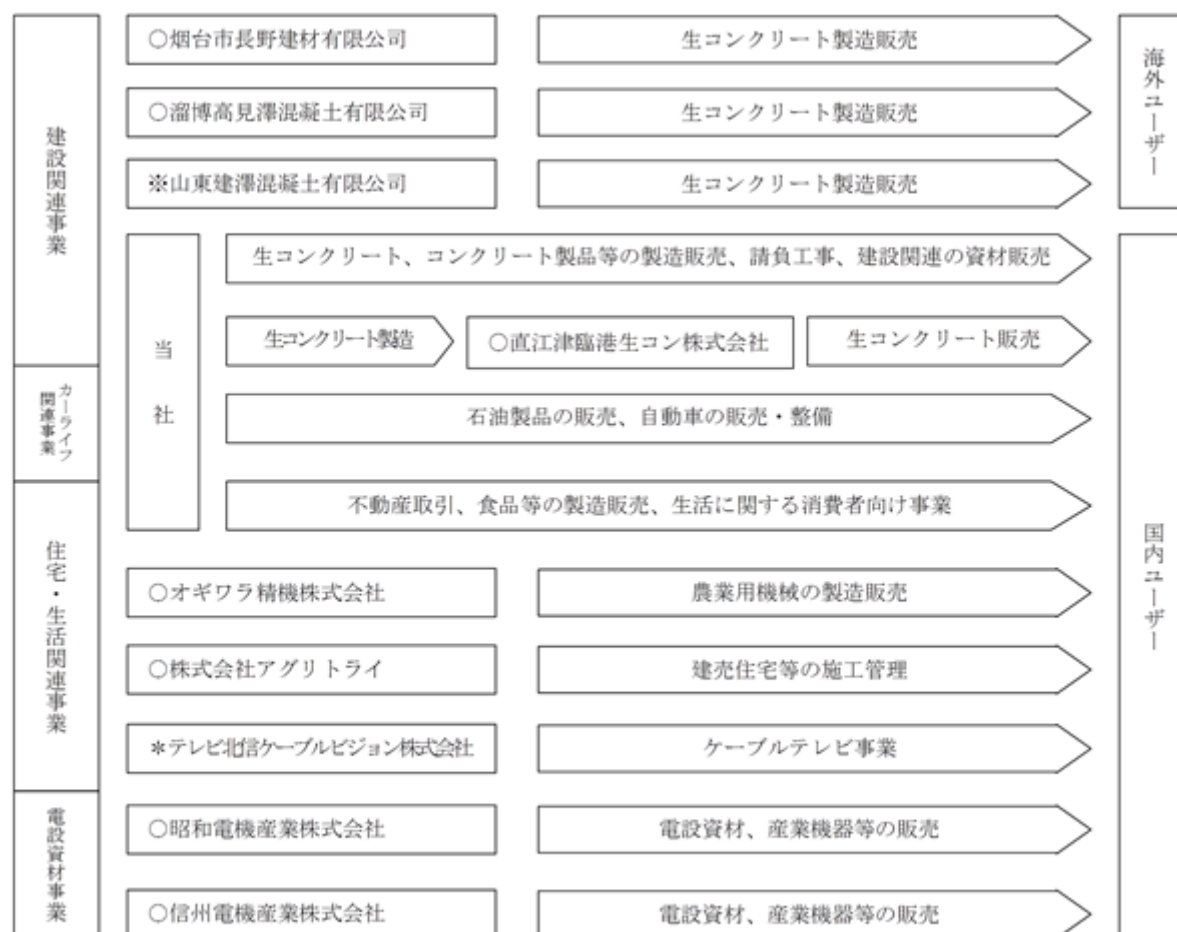 建設関連事業
○烟台市長野建材有限公司
生コンクリート製造販売
○淄博高見澤混凝土有限公司
生コンクリート製造販売
※山東建澤混凝土有限公司
生コンクリート製造販売
海外ユーザー
当社
生コンクリート、コンクリート製品等の製造販売、請負工事、建設関連の資材販売
生コンクリート製造
○直江津臨港生コン株式会社
生コンクリート販売
カーライフ
関連事業
石油製品の販売、自動車の販売・整備
住宅・生活関連事業
不動産取引、食品等の製造販売、生活に関する消費者向け事業
○オギワラ精機株式会社
農業用機械の製造販売
○株式会社アグリトライ
建売住宅等の施工管理
＊テレビ北信ケーブルビジョン株式会社
ケーブルテレビ事業
電設資材事業
○昭和電機産業株式会社
電設資材、産業機器等の販売
○信州電機産業株式会社
電設資材、産業機器等の販売
国内ユーザー